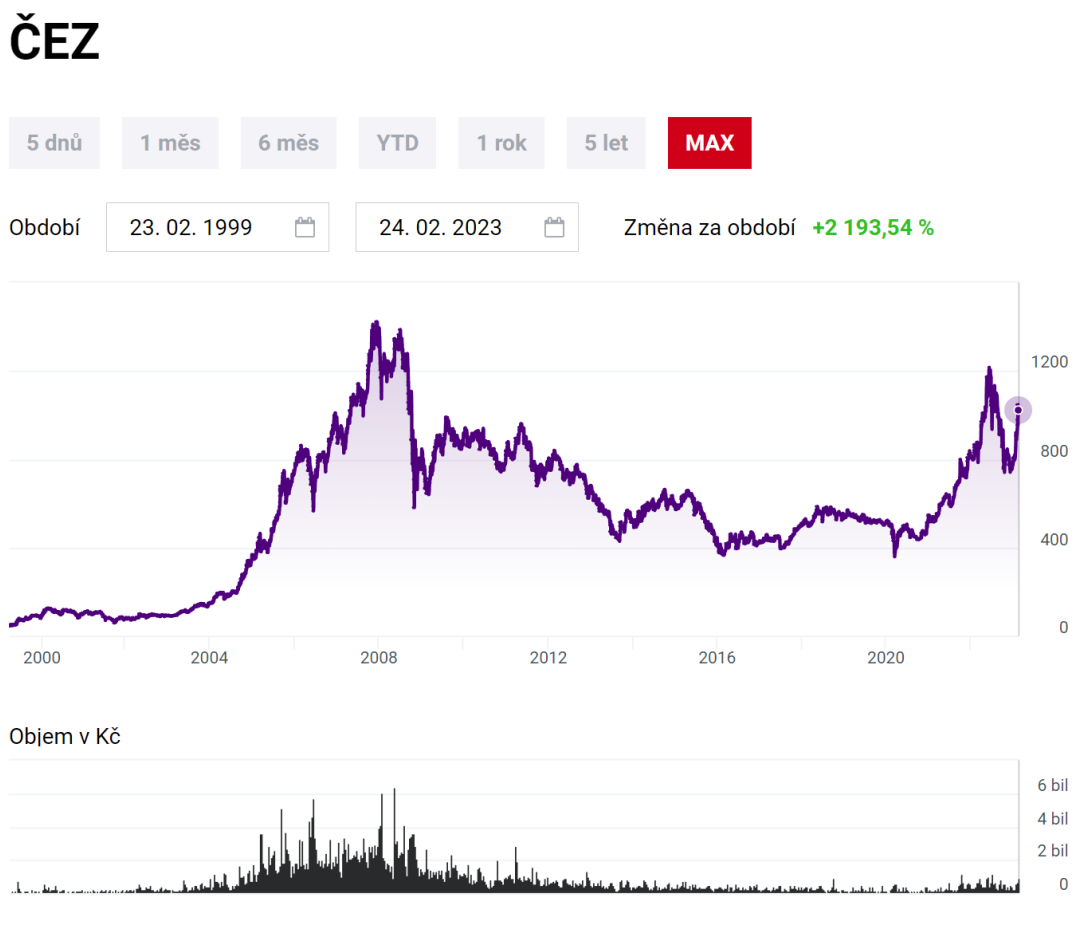 ČEZ
5 dnů 1 měs 6 měs YTD 1 rok 5 let MAX
Období 23. 02. 1999 24. 02. 2023 Změna za období +2 193,54 %
1200
800
400
0
2000 2004 2008 2012 2016 2020
Objem v Kč
6 bil
4 bil
2 bil
0